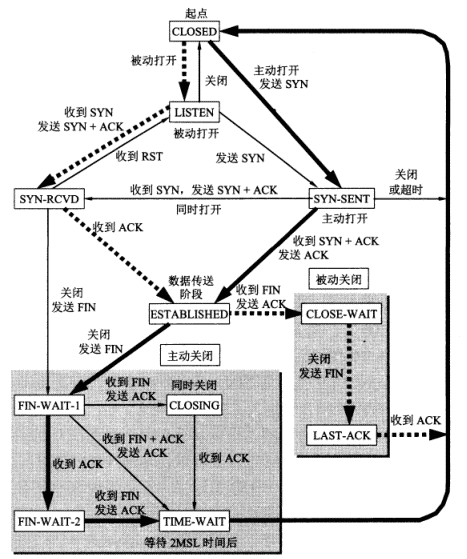 起点
CLOSED
被动打开
关闭
主动打开
发送 SYN
收到 SYN
发送 SYN + ACK
LISTEN
被动打开
收到 RST
发送 SYN
收到 SYN，发送 SYN + ACK
同时打开
SYN-RCVD
SYN-SENT
主动打开
关闭
或超时
收到 ACK
收到 SYN + ACK
发送 ACK
数据传送
阶段
ESTABLISHED
收到 FIN
发送 ACK
被动关闭
CLOSE-WAIT
关闭
发送 FIN
关闭
发送 FIN
主动关闭
关闭
发送 FIN
LAST-ACK
收到 ACK
FIN-WAIT-1
收到 FIN
发送 ACK
同时关闭
CLOSING
收到 FIN + ACK
发送 ACK
收到 ACK
收到 ACK
FIN-WAIT-2
收到 FIN
发送 ACK
TIME-WAIT
等待 2MSL 时间后